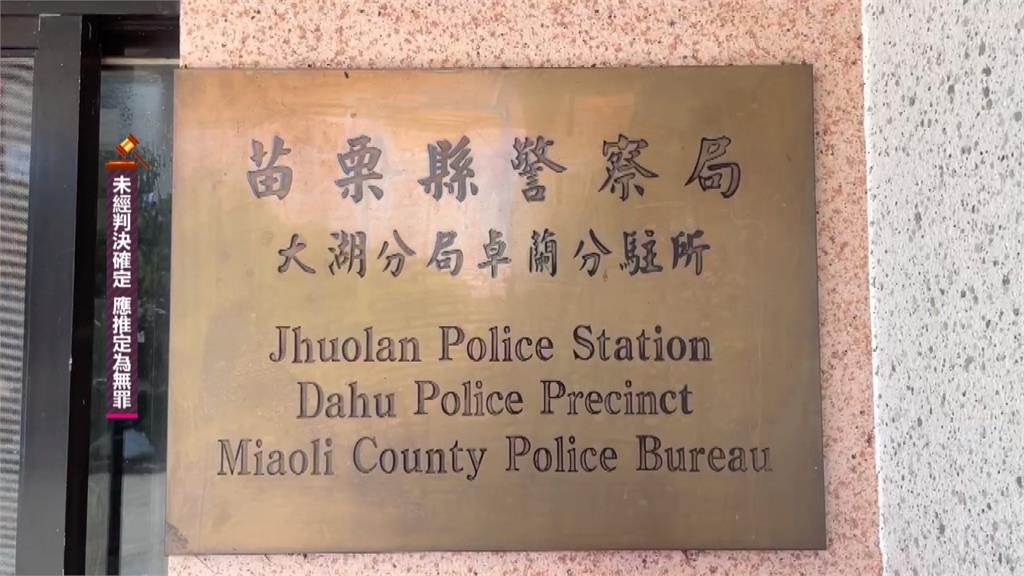 苗栗縣警察局
大湖分局卓蘭分駐所
Jhuolan Police Station
Dahu Police Precinct
Miaoli County Police Bureau
未經判決確定 應推定為無罪